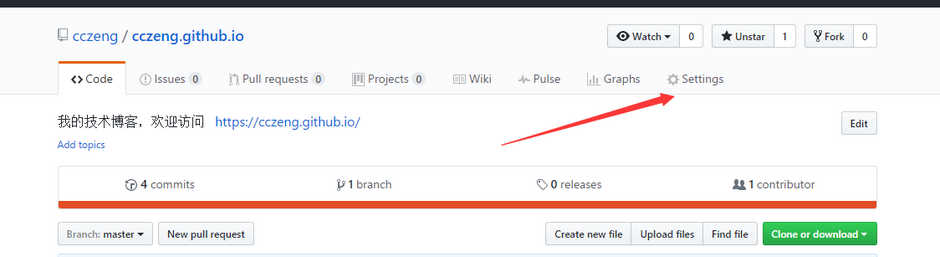 cczeng / cczeng.github.io
Watch 0 Unstar 1 Fork 0
Code Issues 0 Pull requests 0 Projects 0 Wiki Pulse Graphs Settings
我的技术博客，欢迎访问 https://cczeng.github.io/
Edit
Add topics
4 commits 1 branch 0 releases 1 contributor
Branch: master New pull request Create new file Upload files Find file Clone or download